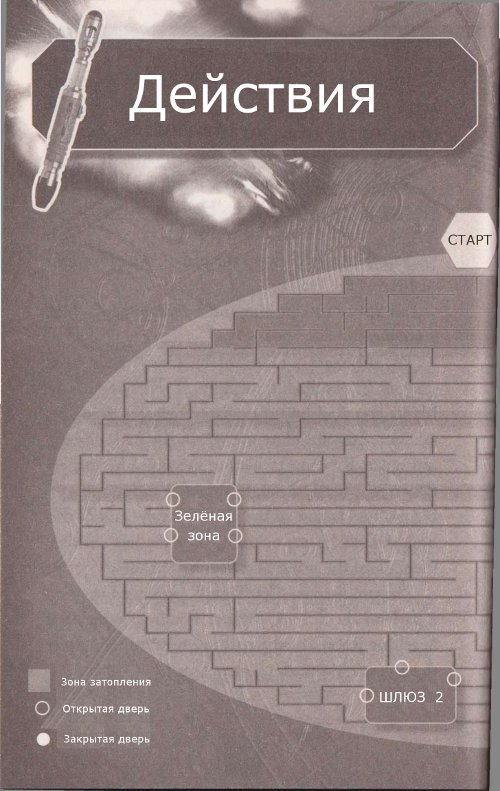 Действия
СТАРТ
Зелёная
зона
ШЛЮЗ 2
Зона затопления
Открытая дверь
Закрытая дверь